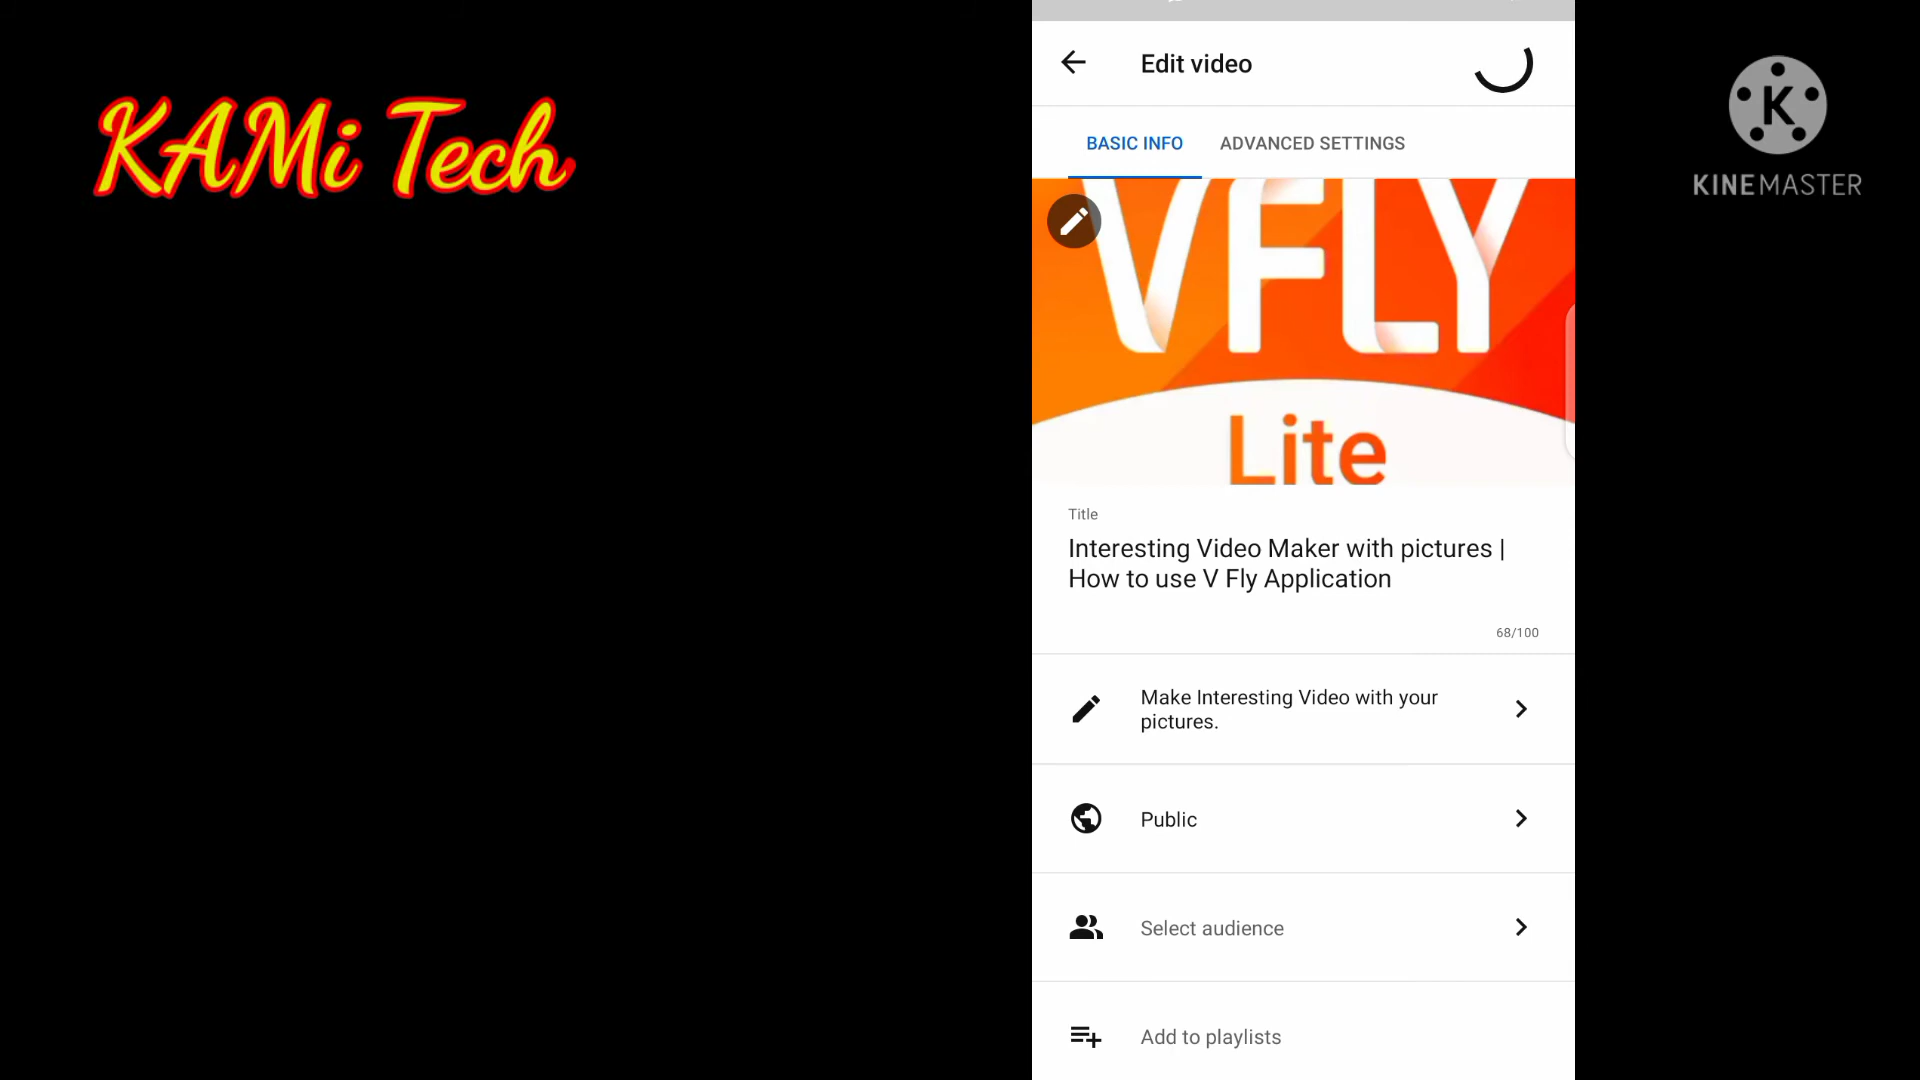 KAMi Tech
Edit video
BASIC INFO
ADVANCED SETTINGS
K
KINEMASTER
VFLY
Lite
Title
Interesting Video Maker with pictures |
How to use V Fly Application
68/100
Make Interesting Video with your
pictures.
Public
Select audience
Add to playlists